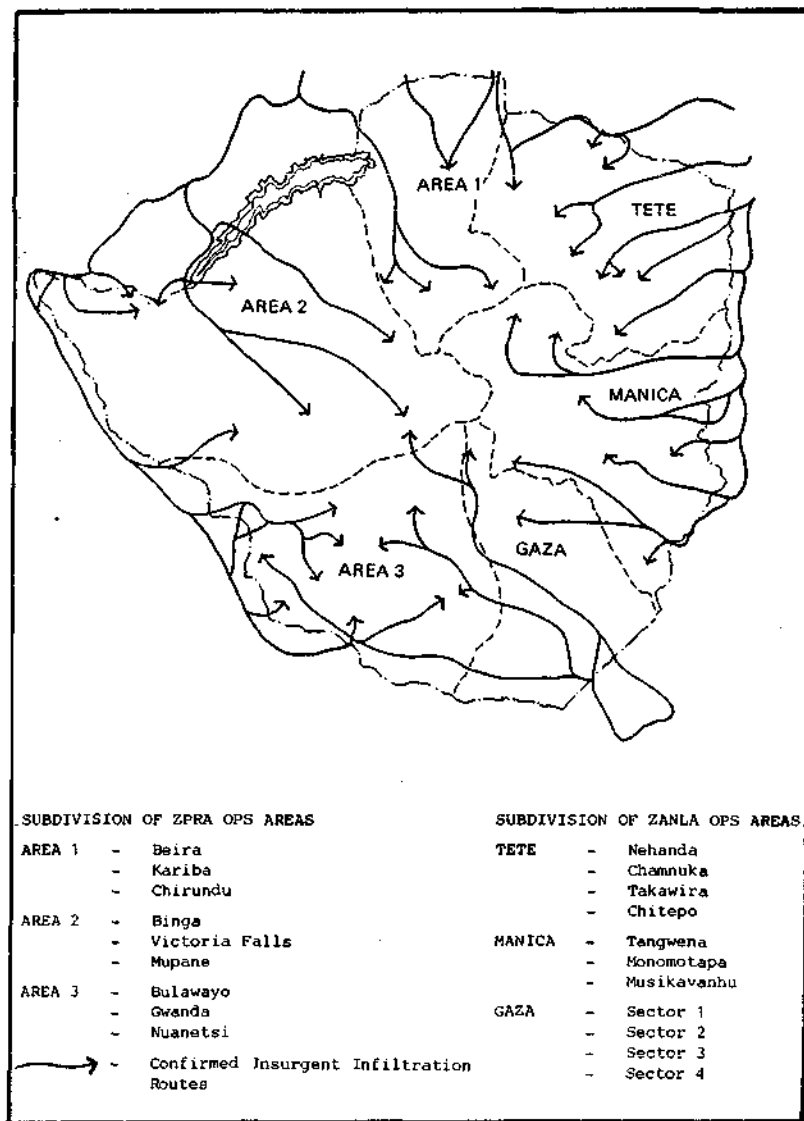 AREA 1
TETE
AREA 2
MANICA
GAZA
AREA 3
SUBDIVISION OF ZPRA OPS AREAS
AREA 1 - Beira
- Kariba
- Chirundu
AREA 2 - Binga
- Victoria Falls
- Mupane
AREA 3 - Bulawayo
- Gwanda
- Nuanetsi
- Confirmed Insurgent Infiltration
Routes
SUBDIVISION OF ZANLA OPS AREAS
TETE - Nehanda
- Chamnuka
- Takawira
- Chitepo
MANICA - Tangwena
- Monomotapa
- Musikavanhu
GAZA - Sector 1
- Sector 2
- Sector 3
- Sector 4